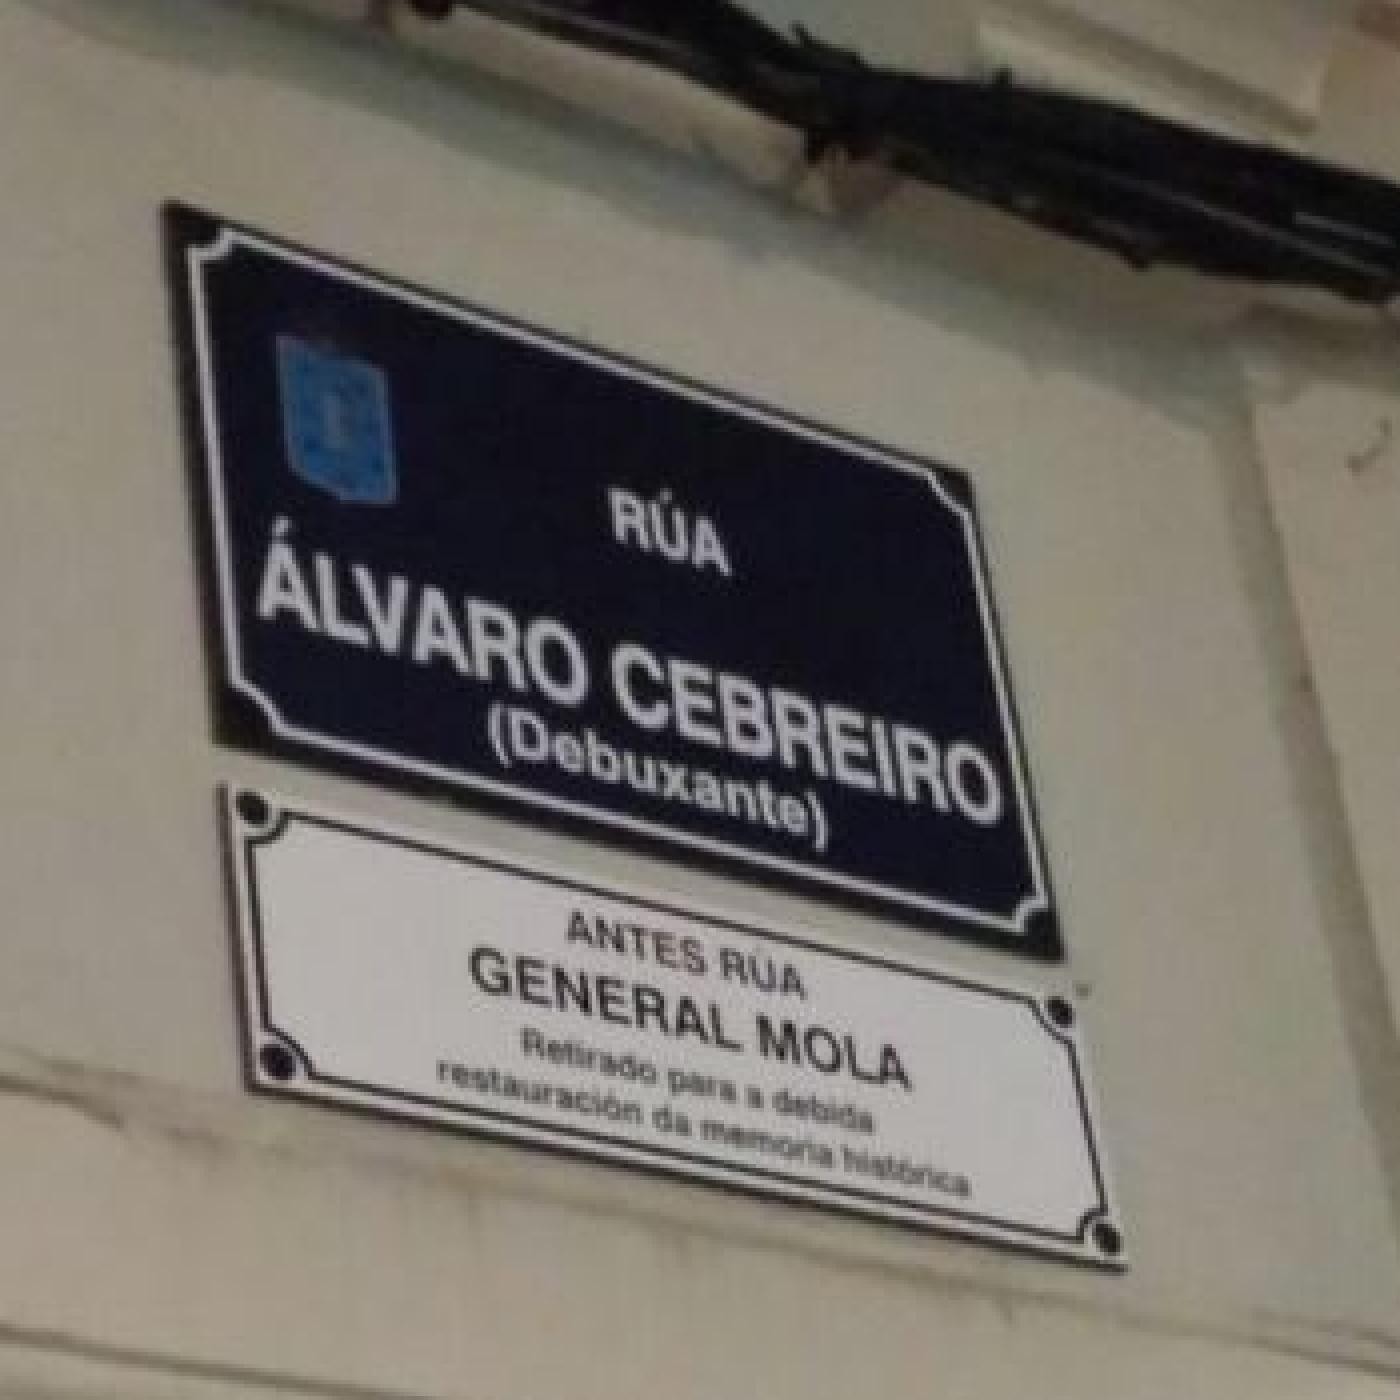 RÚA
ÁLVARO CEBREIRO
(Debuxante)
ANTES RÚA
GENERAL MOLA
Retirado para a debida
restauración da memoria histórica